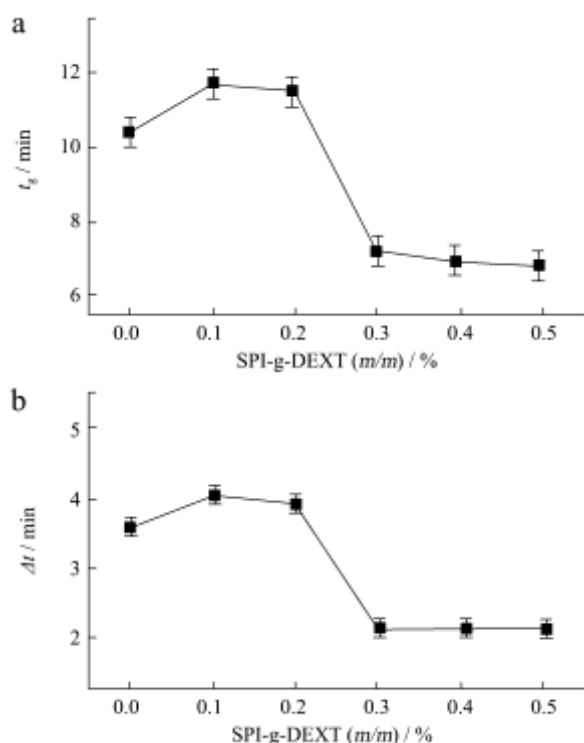 a
12
10
8
6
t_g / min
0.0 0.1 0.2 0.3 0.4 0.5
SPI-g-DEXT (m/m) / %
b
5
4
3
2
Δt / min
0.0 0.1 0.2 0.3 0.4 0.5
SPI-g-DEXT (m/m) / %